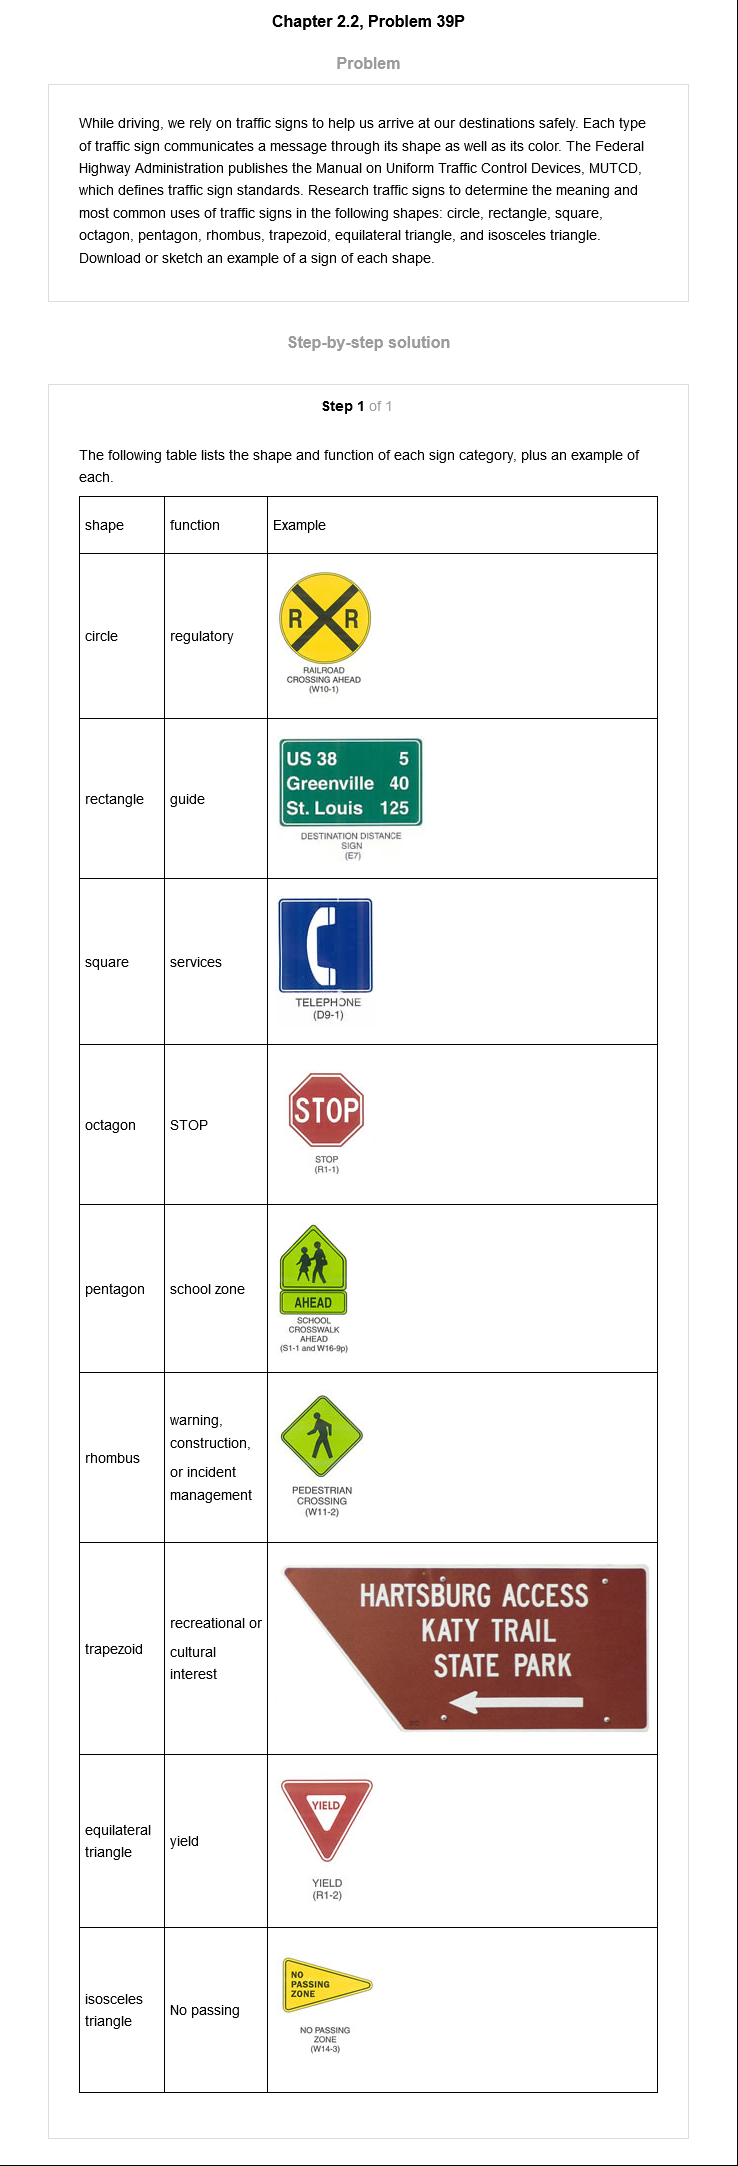 Chapter 2.2, Problem 39P
Problem
While driving, we rely on traffic signs to help us arrive at our destinations safely. Each type
of traffic sign communicates a message through its shape as well as its color. The Federal
Highway Administration publishes the Manual on Uniform Traffic Control Devices, MUTCD,
which defines traffic sign standards. Research traffic signs to determine the meaning and
most common uses of traffic signs in the following shapes: circle, rectangle, square,
octagon, pentagon, rhombus, trapezoid, equilateral triangle, and isosceles triangle.
Download or sketch an example of a sign of each shape.
Step-by-step solution
Step 1 of 1
The following table lists the shape and function of each sign category, plus an example of
each.
shape function Example
circle regulatory
R R
RAILROAD
CROSSING AHEAD
(W10-1)
rectangle guide
US 38 5
Greenville 40
St. Louis 125
DESTINATION DISTANCE
SIGN
(E7)
square services
TELEPHONE
(D9-1)
octagon STOP
STOP
STOP
(R1-1)
pentagon school zone
AHEAD
SCHOOL
CROSSWALK
AHEAD
(S1-1 and W16-9p)
rhombus
warning,
construction,
or incident
management
PEDESTRIAN
CROSSING
(W11-2)
trapezoid
recreational or
cultural
interest
HARTSBURG ACCESS
KATY TRAIL
STATE PARK
equilateral
triangle
yield
YIELD
YIELD
(R1-2)
isosceles
triangle
No passing
NO
PASSING
ZONE
NO PASSING
ZONE
(W14-3)